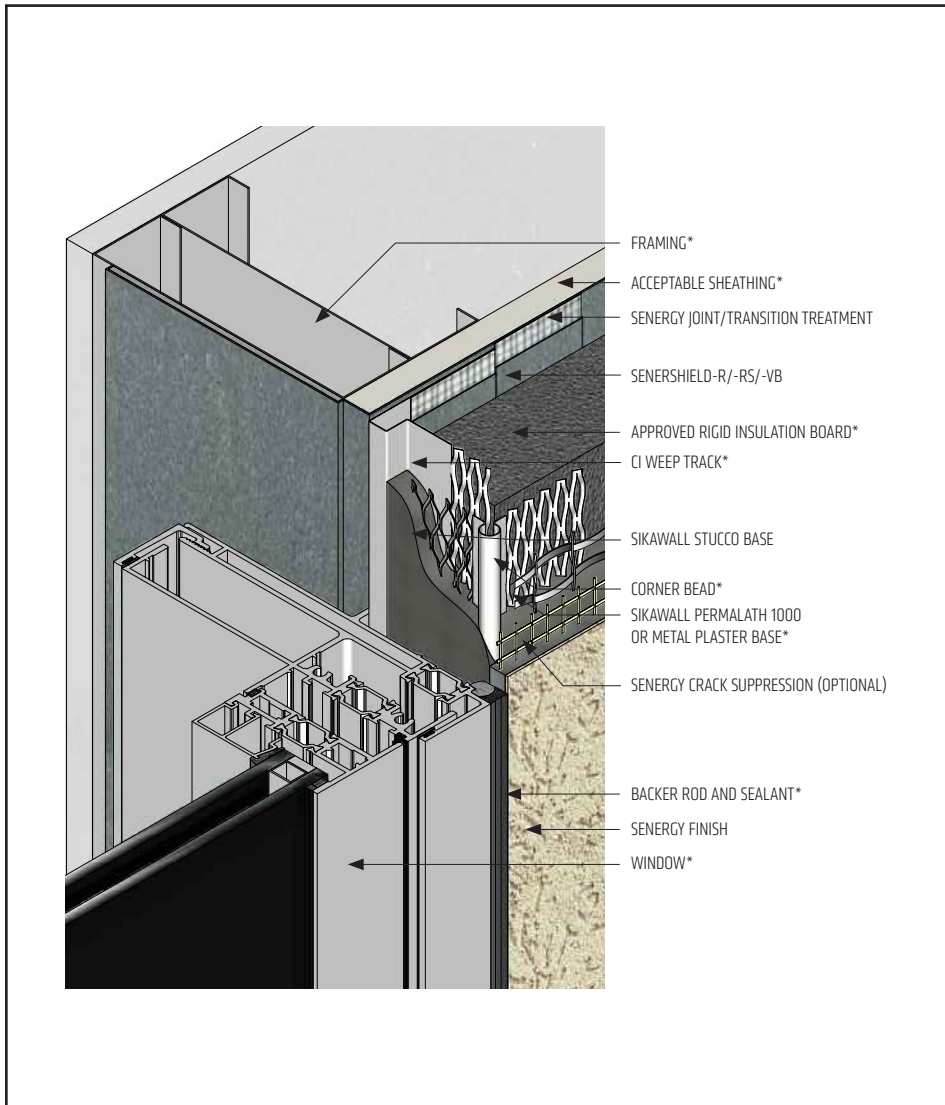 FRAMING*
ACCEPTABLE SHEATHING*
SENERGY JOINT/TRANSITION TREATMENT
SENERSHIELD-R/-RS/-VB
APPROVED RIGID INSULATION BOARD*
CI WEEP TRACK*
SIKAWALL STUCCO BASE
CORNER BEAD*
SIKAWALL PERMALATH 1000
OR METAL PLASTER BASE*
SENERGY CRACK SUPPRESSION (OPTIONAL)
BACKER ROD AND SEALANT*
SENERGY FINISH
WINDOW*